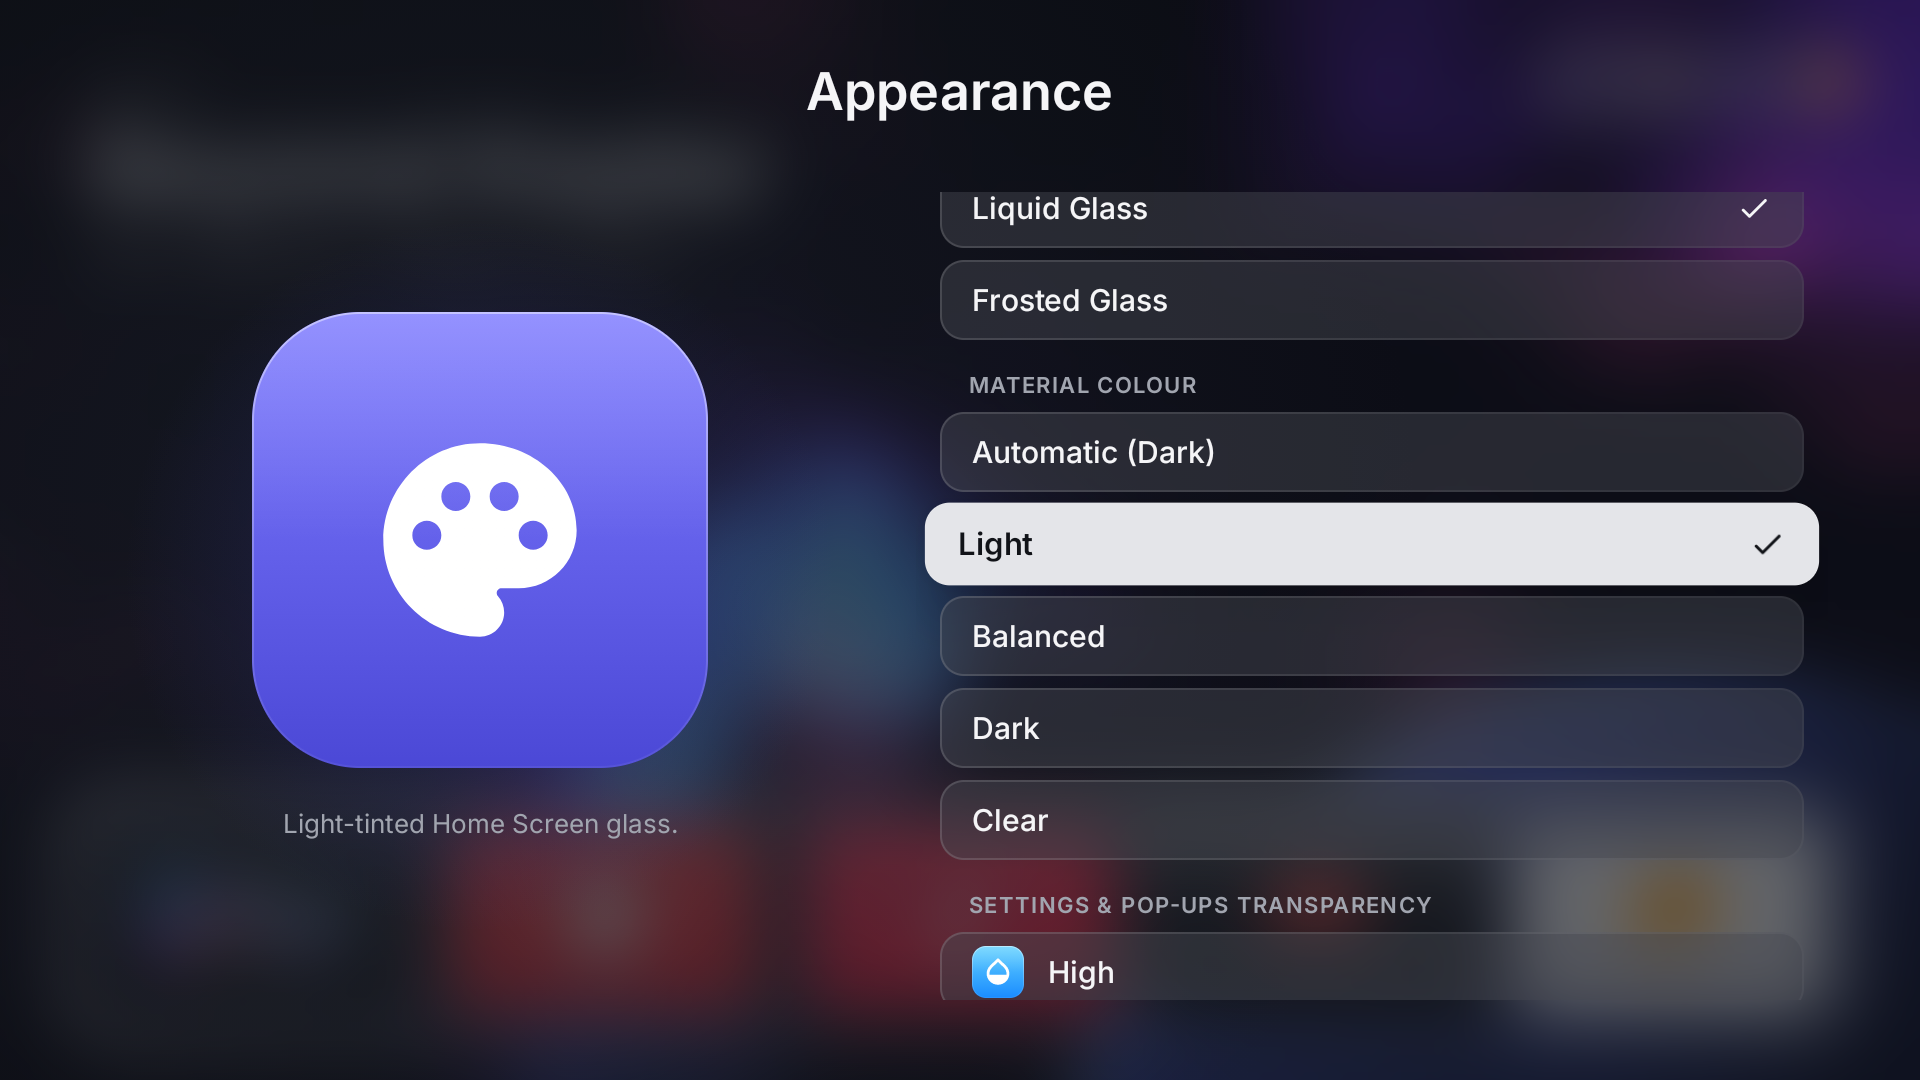 Appearance
Liquid Glass
Frosted Glass
MATERIAL COLOUR
Automatic (Dark)
Light
Balanced
Dark
Clear
Light-tinted Home Screen glass.
SETTINGS & POP-UPS TRANSPARENCY
High